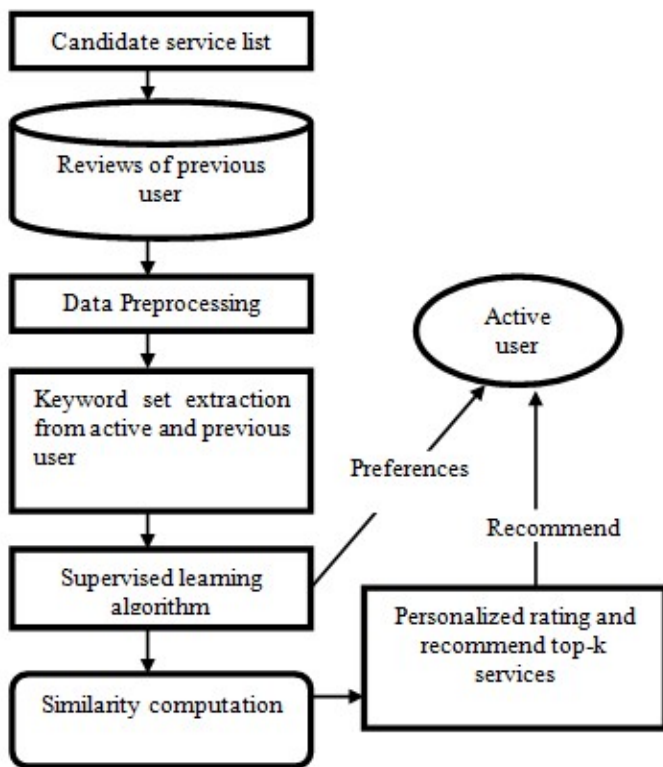 Candidate service list
Reviews of previous
user
Data Preprocessing
Keyword set extraction
from active and previous
user
Supervised learning
algorithm
Similarity computation
Active
user
Preferences
Recommend
Personalized rating and
recommend top-k
services